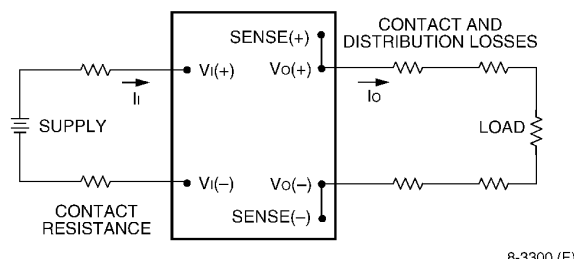 CONTACT AND
DISTRIBUTION LOSSES
SENSE(+)
VI(+)
VO(+)
II
IO
SUPPLY
LOAD
VI(–)
VO(–)
CONTACT
RESISTANCE
SENSE(–)
8-3300 (F)